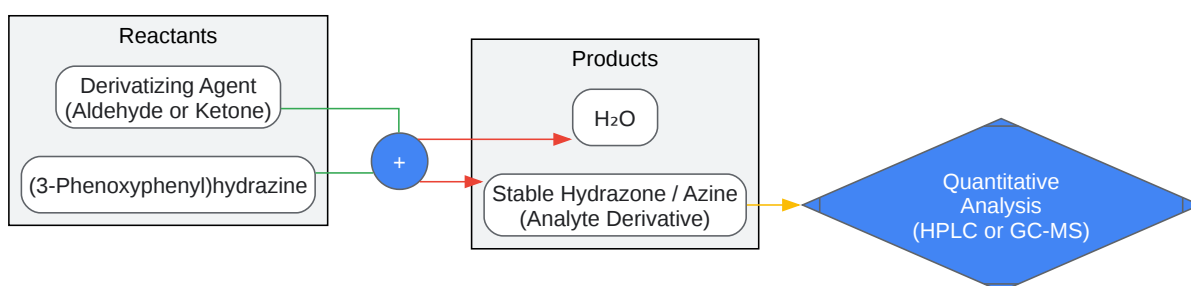 Reactants
Derivatizing Agent
(Aldehyde or Ketone)
(3-Phenoxyphenyl)hydrazine
+
Products
H₂O
Stable Hydrazone / Azine
(Analyte Derivative)
Quantitative
Analysis
(HPLC or GC-MS)